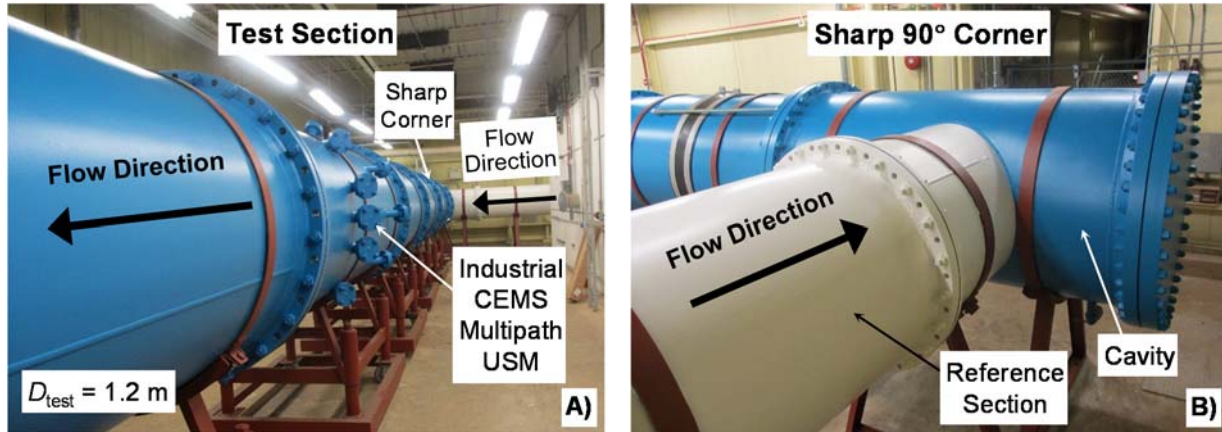 Test Section
Sharp
Corner
Flow
Direction
Flow Direction
Industrial
CEMS
Multipath
USM
D_test = 1.2 m
A)
Sharp 90° Corner
Flow Direction
Reference
Section
Cavity
B)